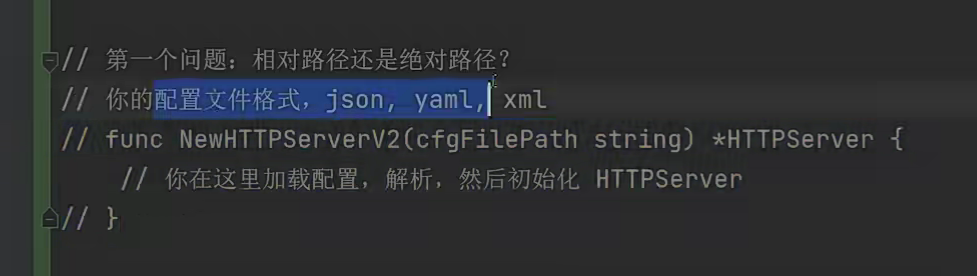 // 第一个问题：相对路径还是绝对路径？
// 你的配置文件格式，json, yaml, xml
// func NewHTTPServerV2(cfgFilePath string) *HTTPServer {
// 你在这里加载配置，解析，然后初始化 HTTPServer
// }